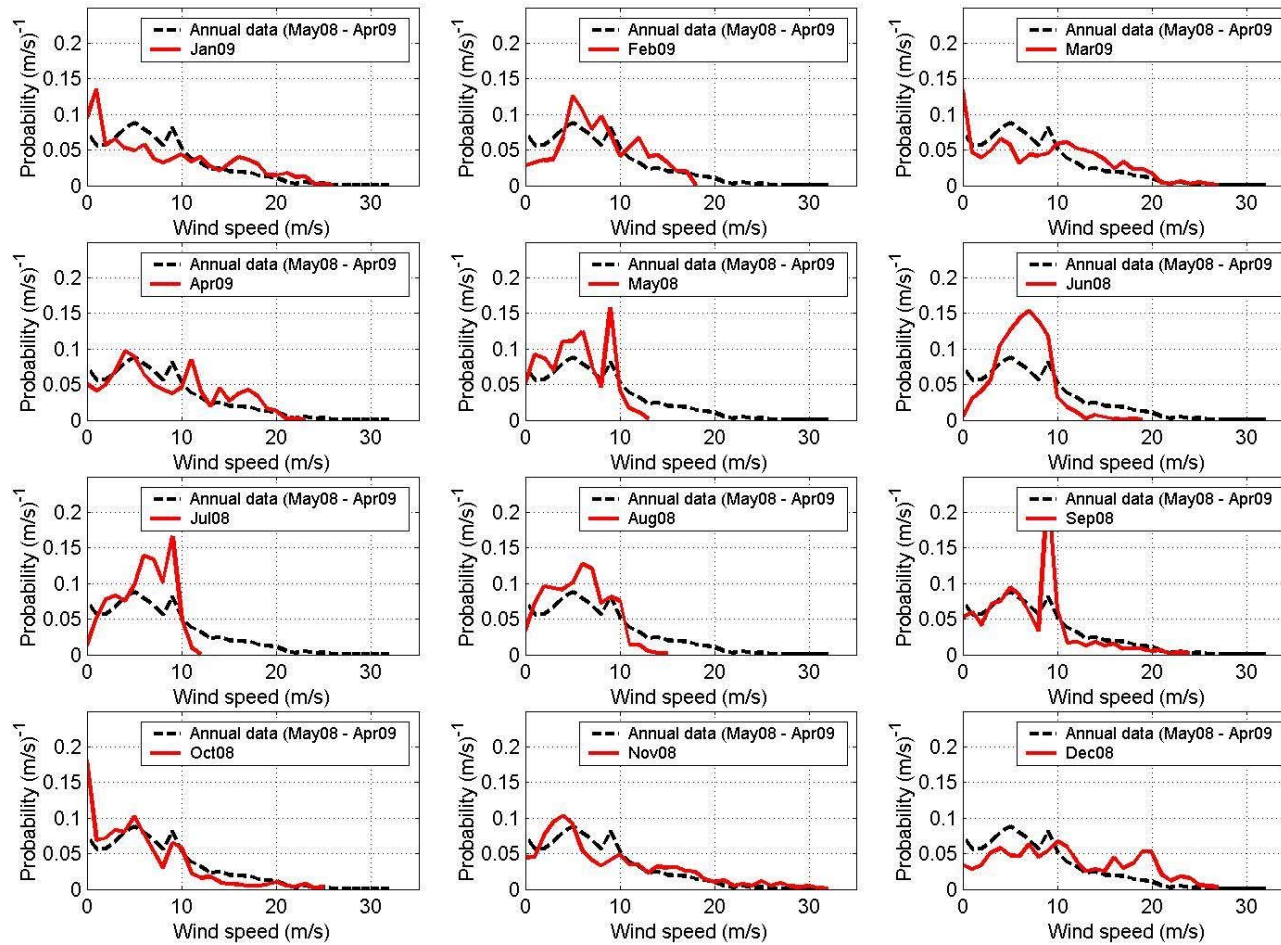 Probability (m/s)-1
0.2
0.15
0.1
0.05
0
Annual data (May08 - Apr09
Jan09
0 10 20 30
Wind speed (m/s)
Probability (m/s)-1
0.2
0.15
0.1
0.05
0
Annual data (May08 - Apr09
Feb09
0 10 20 30
Wind speed (m/s)
Probability (m/s)-1
0.2
0.15
0.1
0.05
0
Annual data (May08 - Apr09
Mar09
0 10 20 30
Wind speed (m/s)
Probability (m/s)-1
0.2
0.15
0.1
0.05
0
Annual data (May08 - Apr09
Apr09
0 10 20 30
Wind speed (m/s)
Probability (m/s)-1
0.2
0.15
0.1
0.05
0
Annual data (May08 - Apr09
May08
0 10 20 30
Wind speed (m/s)
Probability (m/s)-1
0.2
0.15
0.1
0.05
0
Annual data (May08 - Apr09
Jun08
0 10 20 30
Wind speed (m/s)
Probability (m/s)-1
0.2
0.15
0.1
0.05
0
Annual data (May08 - Apr09
Jul08
0 10 20 30
Wind speed (m/s)
Probability (m/s)-1
0.2
0.15
0.1
0.05
0
Annual data (May08 - Apr09
Aug08
0 10 20 30
Wind speed (m/s)
Probability (m/s)-1
0.2
0.15
0.1
0.05
0
Annual data (May08 - Apr09
Sep08
0 10 20 30
Wind speed (m/s)
Probability (m/s)-1
0.2
0.15
0.1
0.05
0
Annual data (May08 - Apr09
Oct08
0 10 20 30
Wind speed (m/s)
Probability (m/s)-1
0.2
0.15
0.1
0.05
0
Annual data (May08 - Apr09
Nov08
0 10 20 30
Wind speed (m/s)
Probability (m/s)-1
0.2
0.15
0.1
0.05
0
Annual data (May08 - Apr09
Dec08
0 10 20 30
Wind speed (m/s)